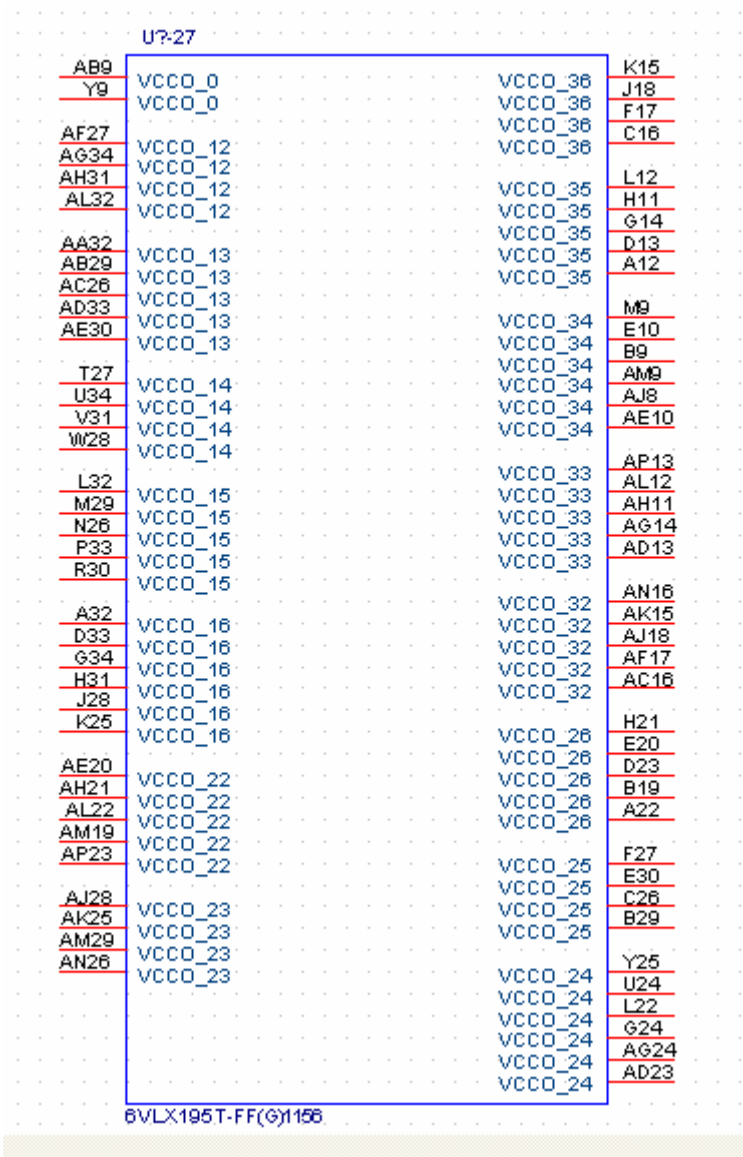 U?-27
AB9 VCCO_0 VCCO_36 K15
Y9 VCCO_0 VCCO_36 J18
VCCO_36 F17
AF27 VCCO_12 VCCO_36 C16
AG34 VCCO_12
AH31 VCCO_12 VCCO_35 L12
AL32 VCCO_12 VCCO_35 H11
VCCO_35 G14
AA32 VCCO_13 VCCO_35 D13
AB29 VCCO_13 VCCO_35 A12
AC26 VCCO_13
AD33 VCCO_13 VCCO_34 M9
AE30 VCCO_13 VCCO_34 E10
VCCO_34 B9
T27 VCCO_14 VCCO_34 AM9
U34 VCCO_14 VCCO_34 AJ8
V31 VCCO_14 VCCO_34 AE10
W28 VCCO_14
VCCO_33 AP13
L32 VCCO_15 VCCO_33 AL12
M29 VCCO_15 VCCO_33 AH11
N26 VCCO_15 VCCO_33 AG14
P33 VCCO_15 VCCO_33 AD13
R30 VCCO_15
VCCO_32 AN16
A32 VCCO_16 VCCO_32 AK15
D33 VCCO_16 VCCO_32 AJ18
G34 VCCO_16 VCCO_32 AF17
H31 VCCO_16 VCCO_32 AC16
J28 VCCO_16
K25 VCCO_16 VCCO_26 H21
VCCO_26 E20
AE20 VCCO_22 VCCO_26 D23
AH21 VCCO_22 VCCO_26 B19
AL22 VCCO_22 VCCO_26 A22
AM19 VCCO_22
AP23 VCCO_22 VCCO_25 F27
VCCO_25 E30
AJ28 VCCO_23 VCCO_25 C26
AK25 VCCO_23 VCCO_25 B29
AM29 VCCO_23
AN26 VCCO_23 VCCO_24 Y25
VCCO_24 U24
VCCO_24 L22
VCCO_24 G24
VCCO_24 AG24
VCCO_24 AD23
6VLX195T-FF(G)1156